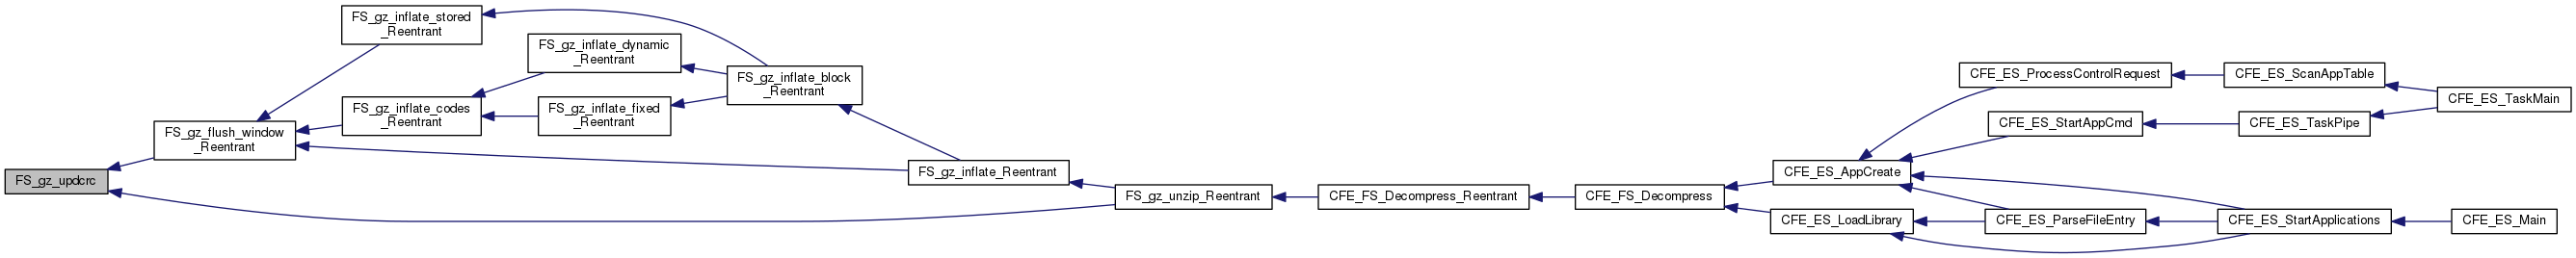 FS_gz_updcrc
FS_gz_flush_window
_Reentrant
FS_gz_inflate_stored
_Reentrant
FS_gz_inflate_codes
_Reentrant
FS_gz_inflate_dynamic
_Reentrant
FS_gz_inflate_fixed
_Reentrant
FS_gz_inflate_block
_Reentrant
FS_gz_inflate_Reentrant
FS_gz_unzip_Reentrant
CFE_FS_Decompress_Reentrant
CFE_FS_Decompress
CFE_ES_AppCreate
CFE_ES_LoadLibrary
CFE_ES_ProcessControlRequest
CFE_ES_StartAppCmd
CFE_ES_ParseFileEntry
CFE_ES_ScanAppTable
CFE_ES_TaskPipe
CFE_ES_StartApplications
CFE_ES_TaskMain
CFE_ES_Main